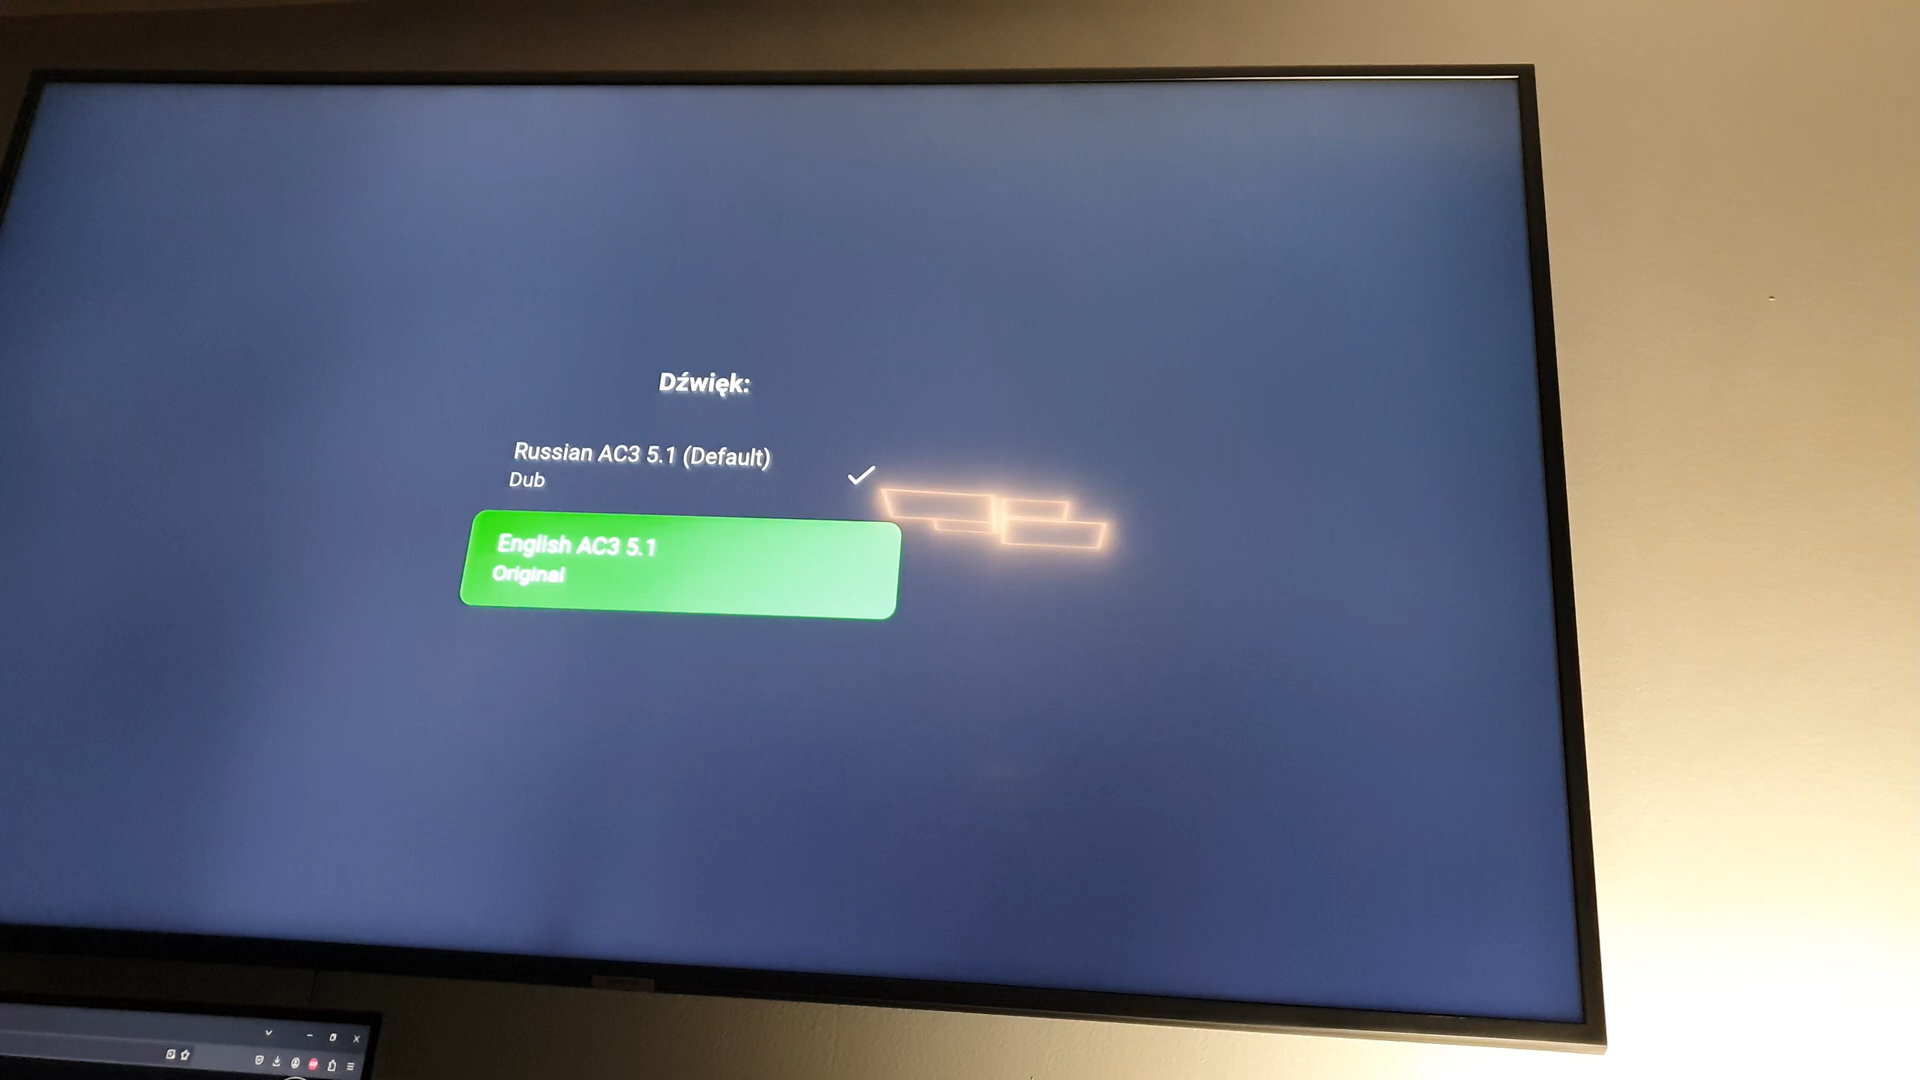 Dźwięk:
Russian AC3 5.1 (Default)
Dub
English AC3 5.1
Original